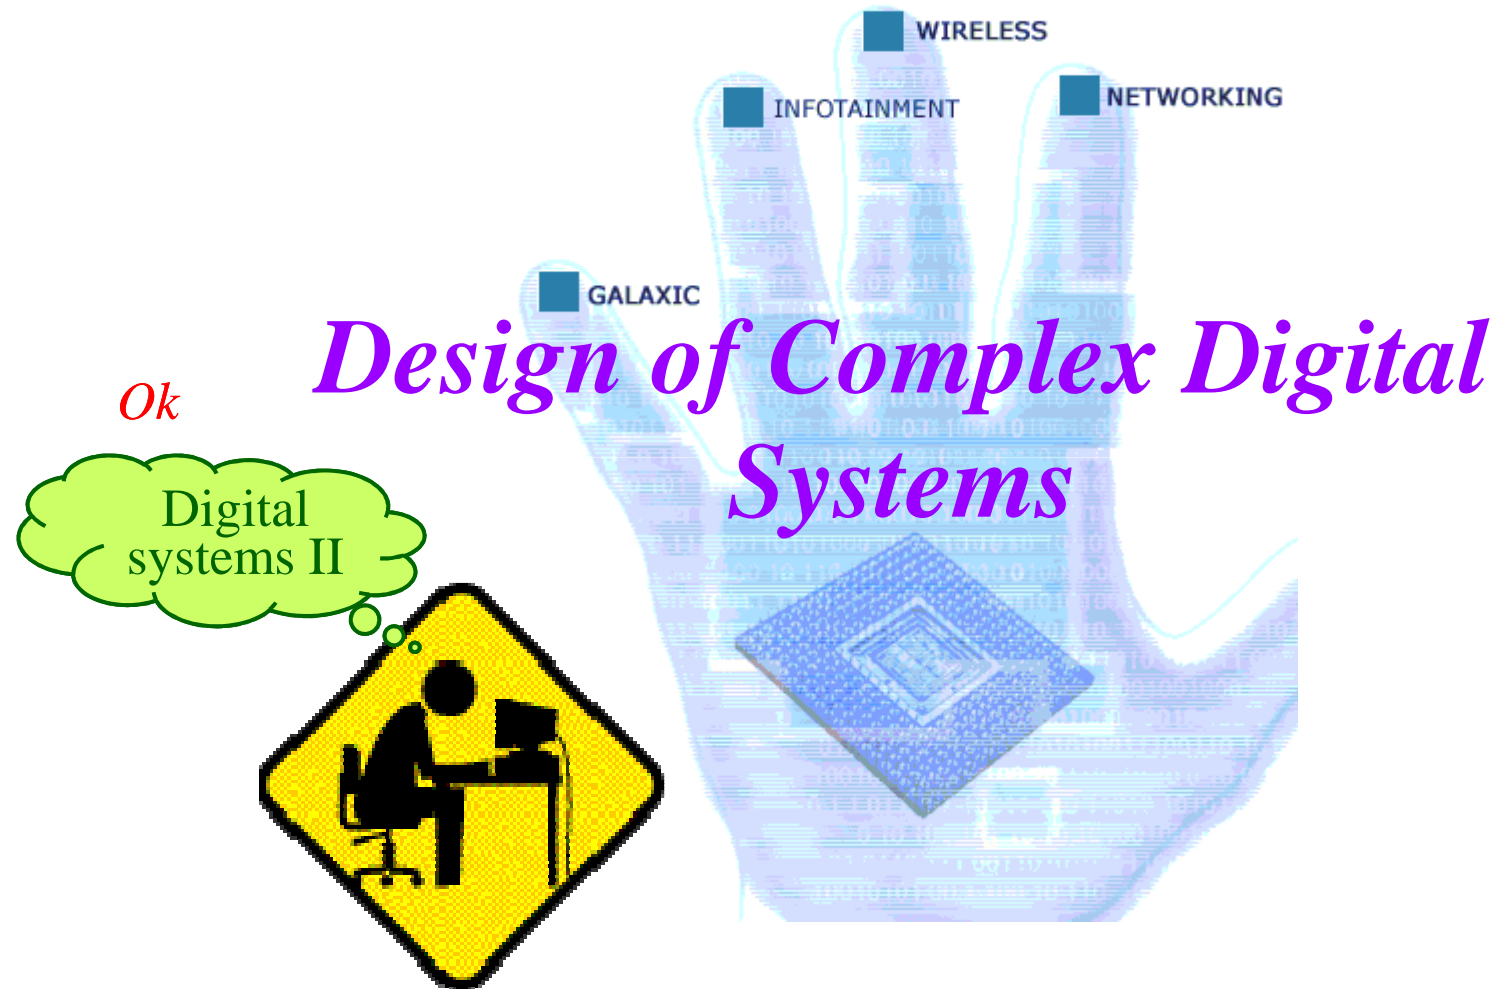 WIRELESS
INFOTAINMENT
NETWORKING
GALAXIC
Design of Complex Digital
Systems
Ok
Digital
systems II